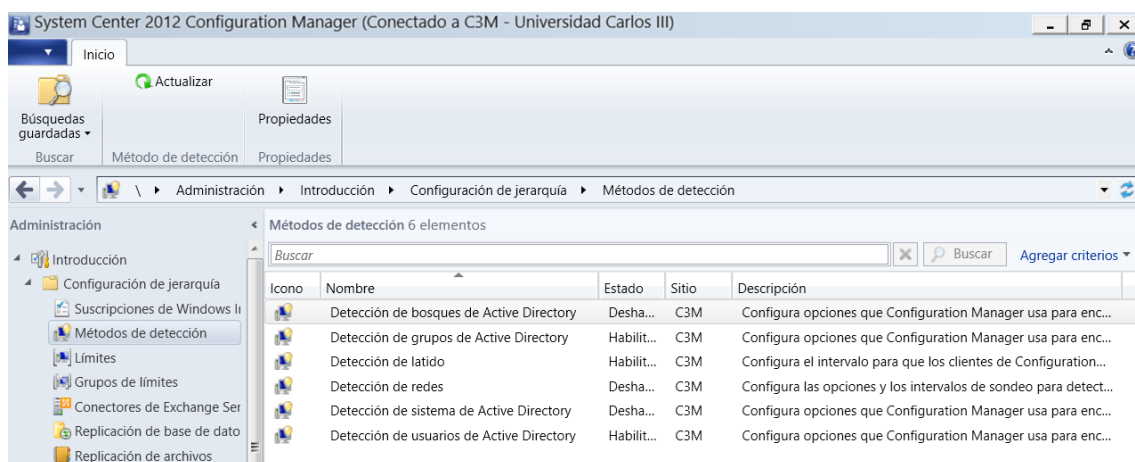 System Center 2012 Configuration Manager (Conectado a C3M - Universidad Carlos III)
Inicio
Búsquedas guardadas
Actualizar
Propiedades
Buscar
Método de detección
Propiedades
\ Administración Introducción Configuración de jerarquía Métodos de detección
Administración
Introducción
Configuración de jerarquía
Suscripciones de Windows In
Métodos de detección
Límites
Grupos de límites
Conectores de Exchange Ser
Replicación de base de dato
Replicación de archivos
Métodos de detección 6 elementos
Buscar
Buscar
Agregar criterios
Icono Nombre Estado Sitio Descripción
Detección de bosques de Active Directory Desha... C3M Configura opciones que Configuration Manager usa para enc...
Detección de grupos de Active Directory Habilit... C3M Configura opciones que Configuration Manager usa para enc...
Detección de latido Habilit... C3M Configura el intervalo para que los clientes de Configuration...
Detección de redes Desha... C3M Configura las opciones y los intervalos de sondeo para detect...
Detección de sistema de Active Directory Desha... C3M Configura opciones que Configuration Manager usa para enc...
Detección de usuarios de Active Directory Habilit... C3M Configura opciones que Configuration Manager usa para enc...